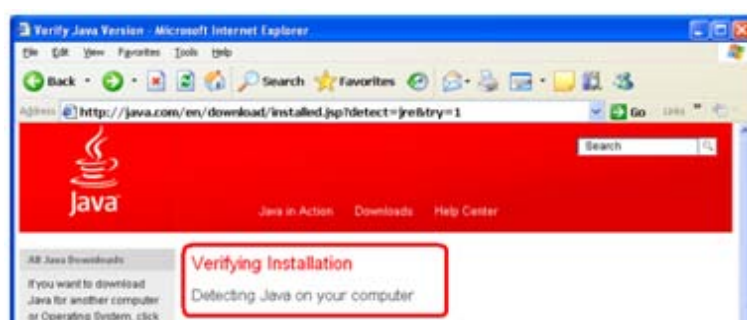 Verify Java Version - Microsoft Internet Explorer
File Edit View Favorites Tools Help
Back Search Favorites
Address http://java.com/en/download/installed.jsp?detect=jre&try=1 Go Links
Search
Java
Java in Action Downloads Help Center
All Java Downloads
If you want to download
Java for another computer
or Operating System, click
Verifying Installation
Detecting Java on your computer